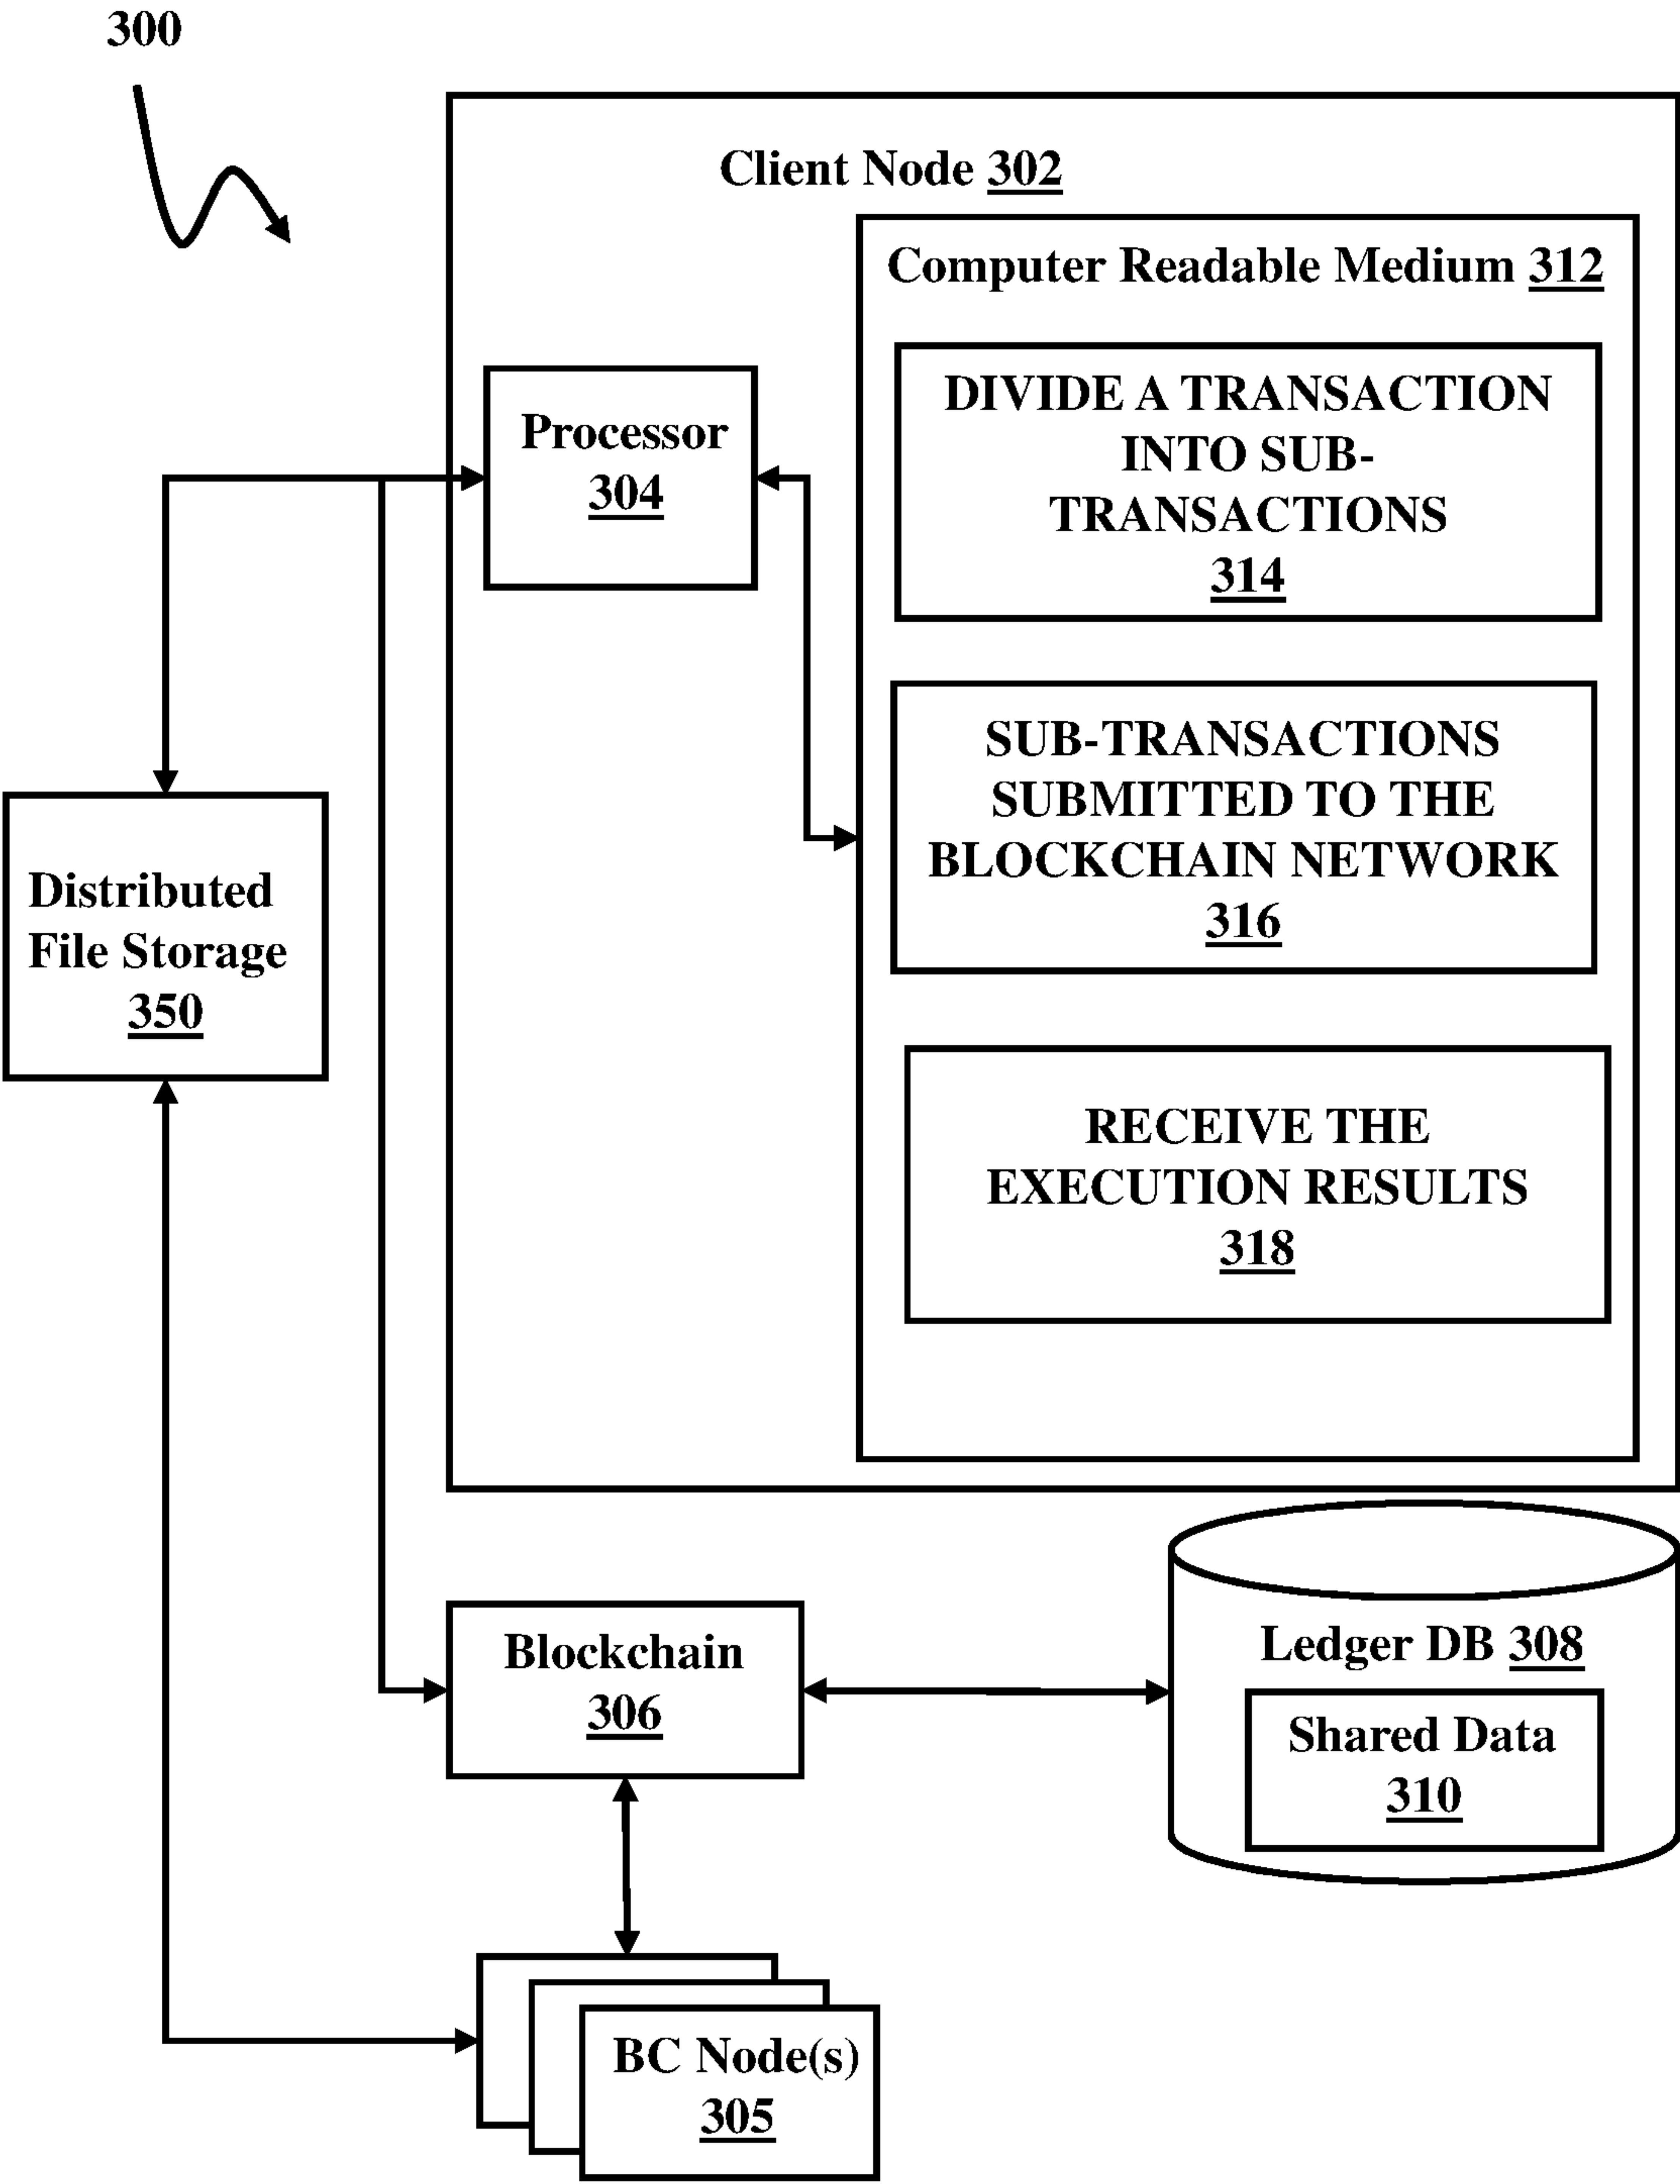 300
Client Node 302
Computer Readable Medium 312
DIVIDE A TRANSACTION
INTO SUB-
TRANSACTIONS
314
Processor
304
SUB-TRANSACTIONS
SUBMITTED TO THE
BLOCKCHAIN NETWORK
316
Distributed
File Storage
350
RECEIVE THE
EXECUTION RESULTS
318
Blockchain
306
Ledger DB 308
Shared Data
310
BC Node(s)
305